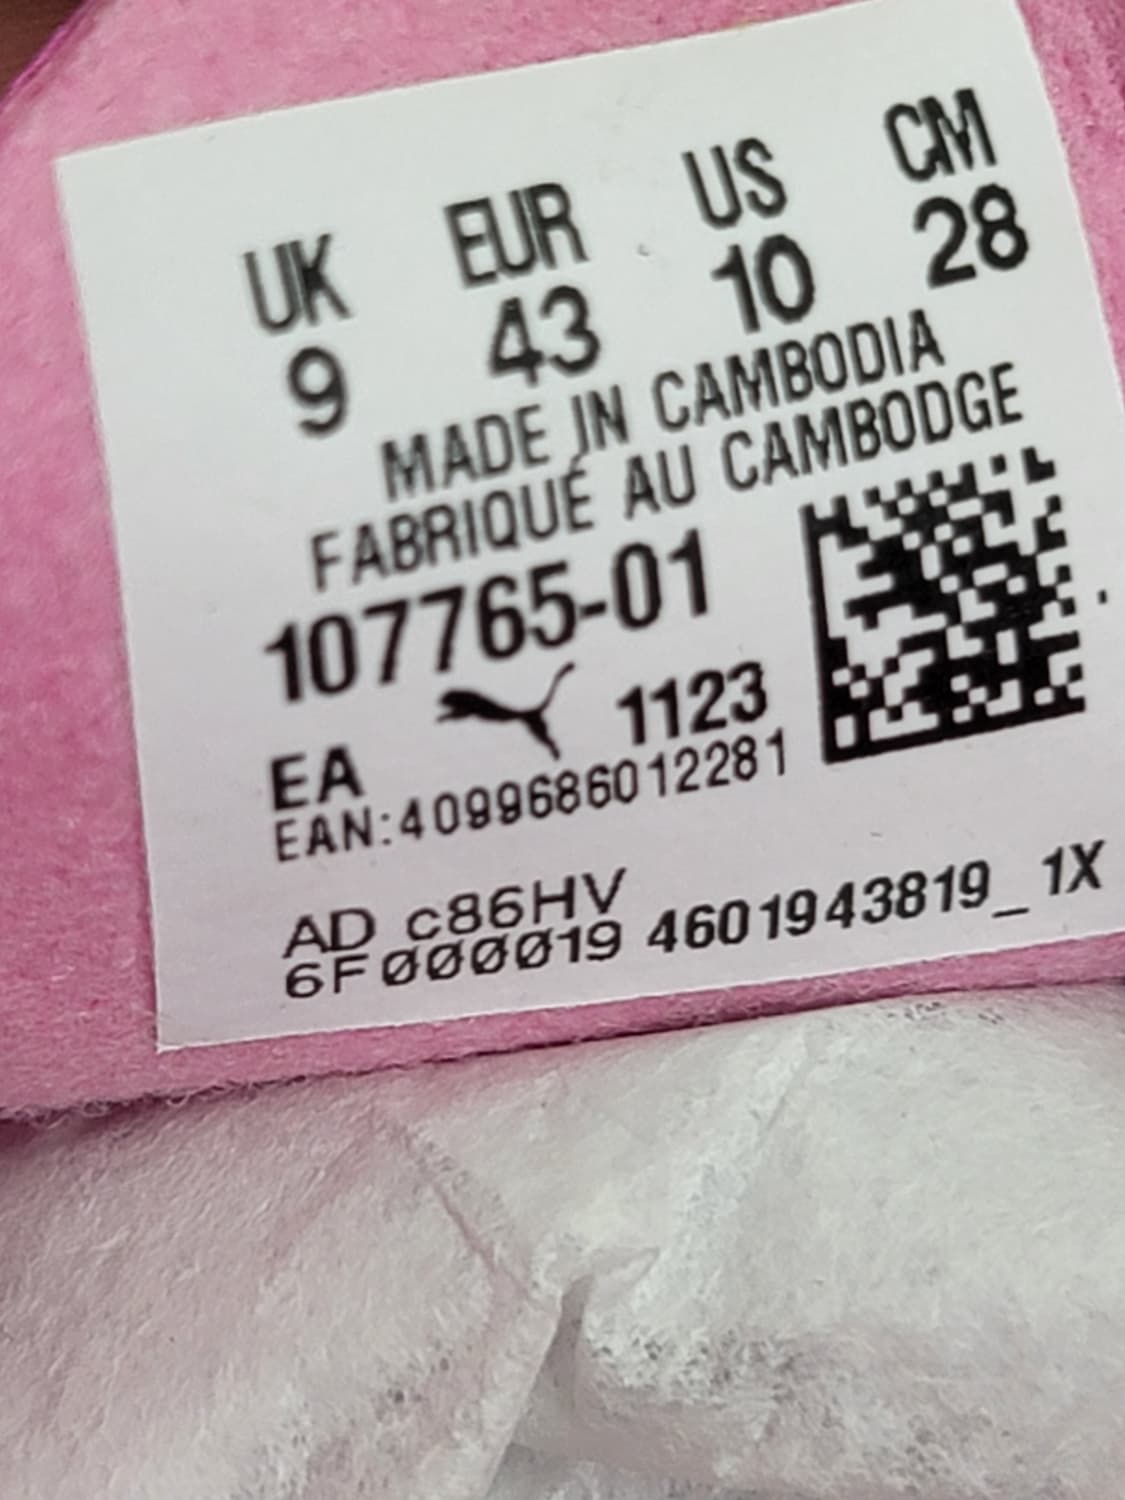 UK EUR US CM
9 43 10 28
MADE IN CAMBODIA
FABRIQUÉ AU CAMBODGE
107765-01
EA 1123
EAN:4099686012281
AD c86HV
6F000019 4601943819_1X